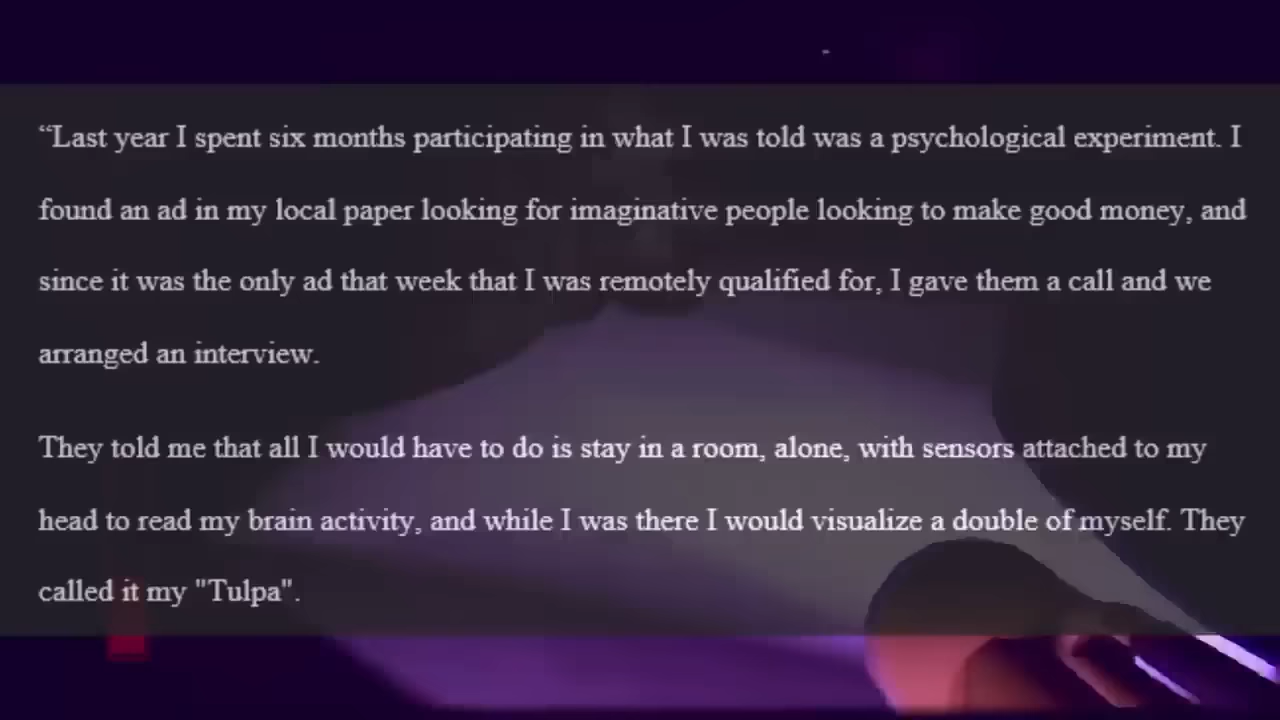 “Last year I spent six months participating in what I was told was a psychological experiment. I
found an ad in my local paper looking for imaginative people looking to make good money, and
since it was the only ad that week that I was remotely qualified for, I gave them a call and we
arranged an interview.
They told me that all I would have to do is stay in a room, alone, with sensors attached to my
head to read my brain activity, and while I was there I would visualize a double of myself. They
called it my "Tulpa".